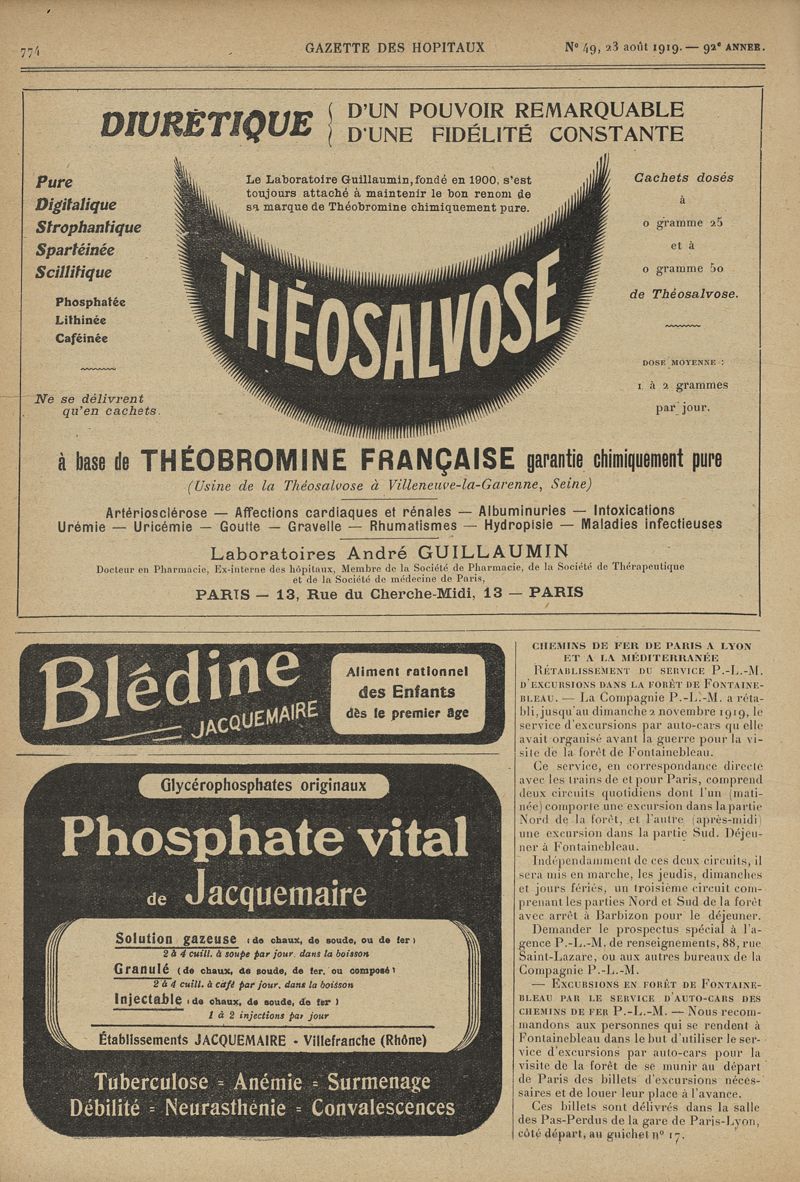 774
GAZETTE DES HOPITAUX
N° 49, 23 août 1919. — 92e ANNÉE.
DIURÉTIQUE
D'UN POUVOIR REMARQUABLE
D'UNE FIDÉLITÉ CONSTANTE
Pure
Digitalique
Strophantique
Spartéinée
Scillitique
Phosphatée
Lithinée
Caféinée
Ne se délivrent
qu'en cachets.
Le Laboratoire Guillaumin, fondé en 1900, s'est
toujours attaché à maintenir le bon renom de
sa marque de Théobromine chimiquement pure.
THÉOSALVOSE
Cachets dosés
à
0 gramme 25
et à
0 gramme 50
de Théosalvose.
DOSE MOYENNE :
1 à 2 grammes
par jour.
à base de THÉOBROMINE FRANÇAISE garantie chimiquement pure
(Usine de la Théosalvose à Villeneuve-la-Garenne, Seine)
Artériosclérose — Affections cardiaques et rénales — Albuminuries — Intoxications
Urémie — Uricémie — Goutte — Gravelle — Rhumatismes — Hydropisie — Maladies infectieuses
Laboratoires André GUILLAUMIN
Docteur en Pharmacie, Ex-interne des hôpitaux, Membre de la Société de Pharmacie, de la Société de Thérapeutique
et de la Société de médecine de Paris,
PARIS — 13, Rue du Cherche-Midi, 13 — PARIS
Blédine
JACQUEMAIRE
Aliment rationnel
des Enfants
dès le premier âge
Glycérophosphates originaux
Phosphate vital
de Jacquemaire
Solution gazeuse (de chaux, de soude, ou de fer)
2 à 4 cuill. à soupe par jour. dans la boisson
Granulé (de chaux, de soude, de fer, ou composé)
2 à 4 cuill. à café par jour. dans la boisson
Injectable (de chaux, de soude, de fer)
1 à 2 injections par jour
Établissements JACQUEMAIRE - Villefranche (Rhône)
Tuberculose = Anémie = Surmenage
Débilité = Neurasthénie = Convalescences
CHEMINS DE FER DE PARIS A LYON
ET A LA MÉDITERRANÉE
RÉTABLISSEMENT DU SERVICE P.-L.-M.
D'EXCURSIONS DANS LA FORÊT DE FONTAINE-
BLEAU. — La Compagnie P.-L.-M. a réta-
bli, jusqu'au dimanche 2 novembre 1919, le
service d'excursions par auto-cars qu'elle
avait organisé avant la guerre pour la vi-
site de la forêt de Fontainebleau.
Ce service, en correspondance directe
avec les trains de et pour Paris, comprend
deux circuits quotidiens dont l'un (mati-
née) comporte une excursion dans la partie
Nord de la forêt, et l'autre (après-midi)
une excursion dans la partie Sud. Déjeu-
ner à Fontainebleau.
Indépendamment de ces deux circuits, il
sera mis en marche, les jeudis, dimanches
et jours fériés, un troisième circuit com-
prenant les parties Nord et Sud de la forêt
avec arrêt à Barbizon pour le déjeuner.
Demander le prospectus spécial à l'a-
gence P.-L.-M. de renseignements, 88, rue
Saint-Lazare, ou aux autres bureaux de la
Compagnie P.-L.-M.
— EXCURSIONS EN FORÊT DE FONTAINE-
BLEAU PAR LE SERVICE D'AUTO-CARS DES
CHEMINS DE FER P.-L.-M. — Nous recom-
mandons aux personnes qui se rendent à
Fontainebleau dans le but d'utiliser le ser-
vice d'excursions par auto-cars pour la
visite de la forêt de se munir au départ
de Paris des billets d'excursions néces-
saires et de louer leur place à l'avance.
Ces billets sont délivrés dans la salle
des Pas-Perdus de la gare de Paris-Lyon,
côté départ, au guichet n° 17.